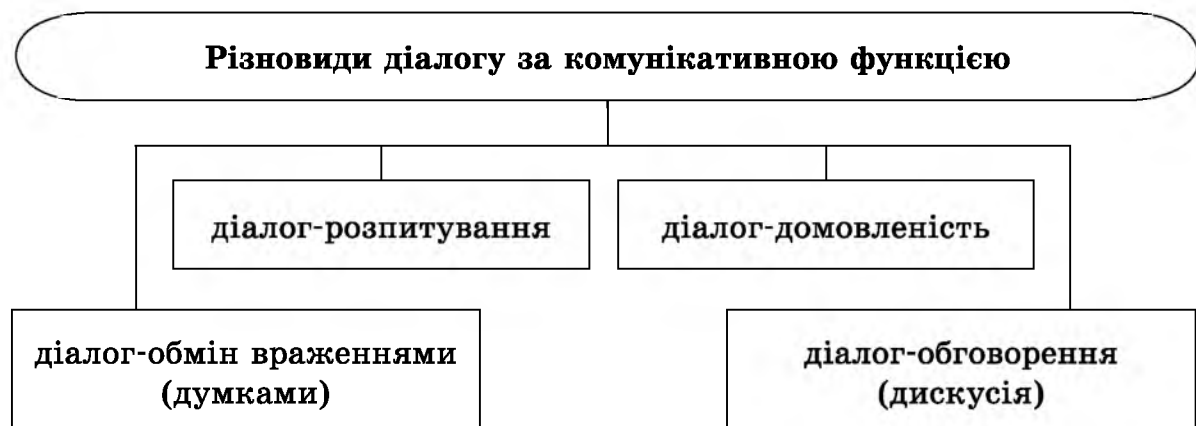 Різновиди діалогу за комунікативною функцією
діалог-розпитування
діалог-домовленість
діалог-обмін враженнями
(думками)
діалог-обговорення
(дискусія)